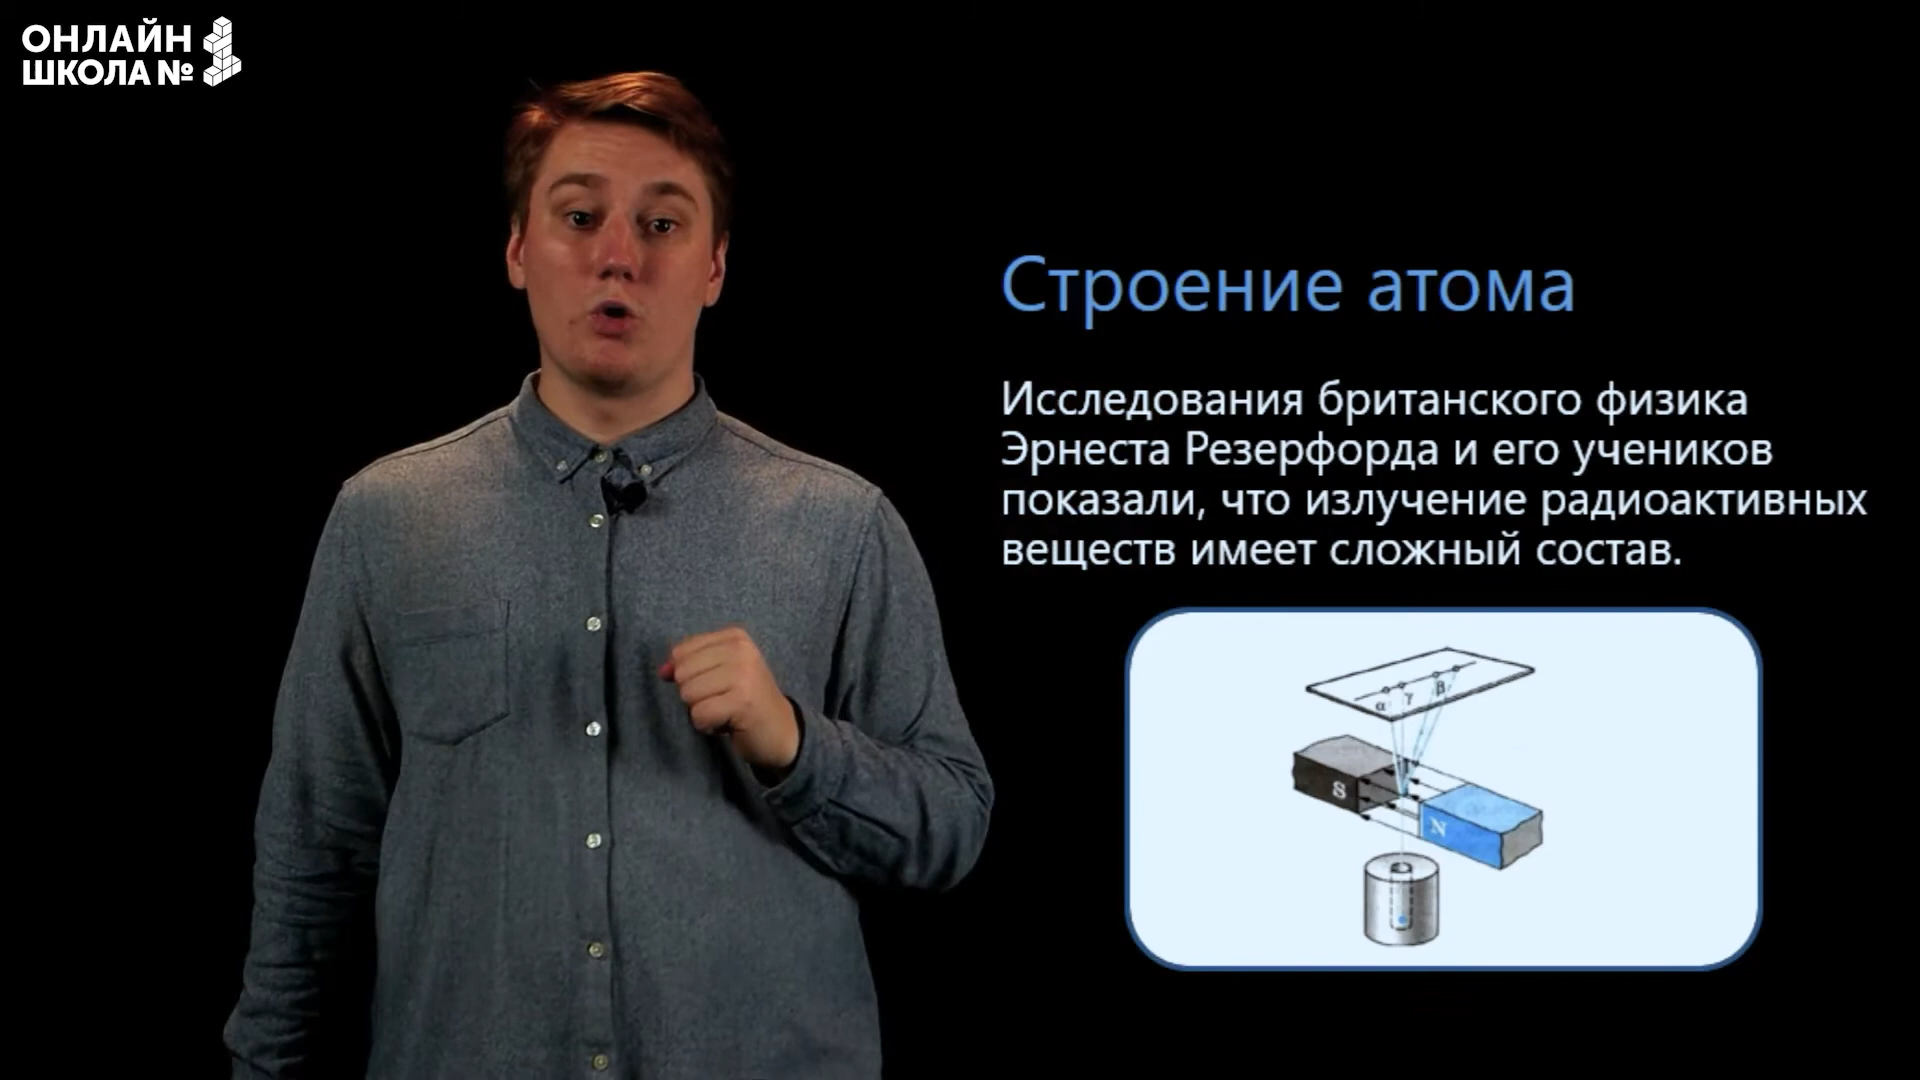 ОНЛАЙН
ШКОЛА №1
Строение атома
Исследования британского физика
Эрнеста Резерфорда и его учеников
показали, что излучение радиоактивных
веществ имеет сложный состав.
α γ β
S
N